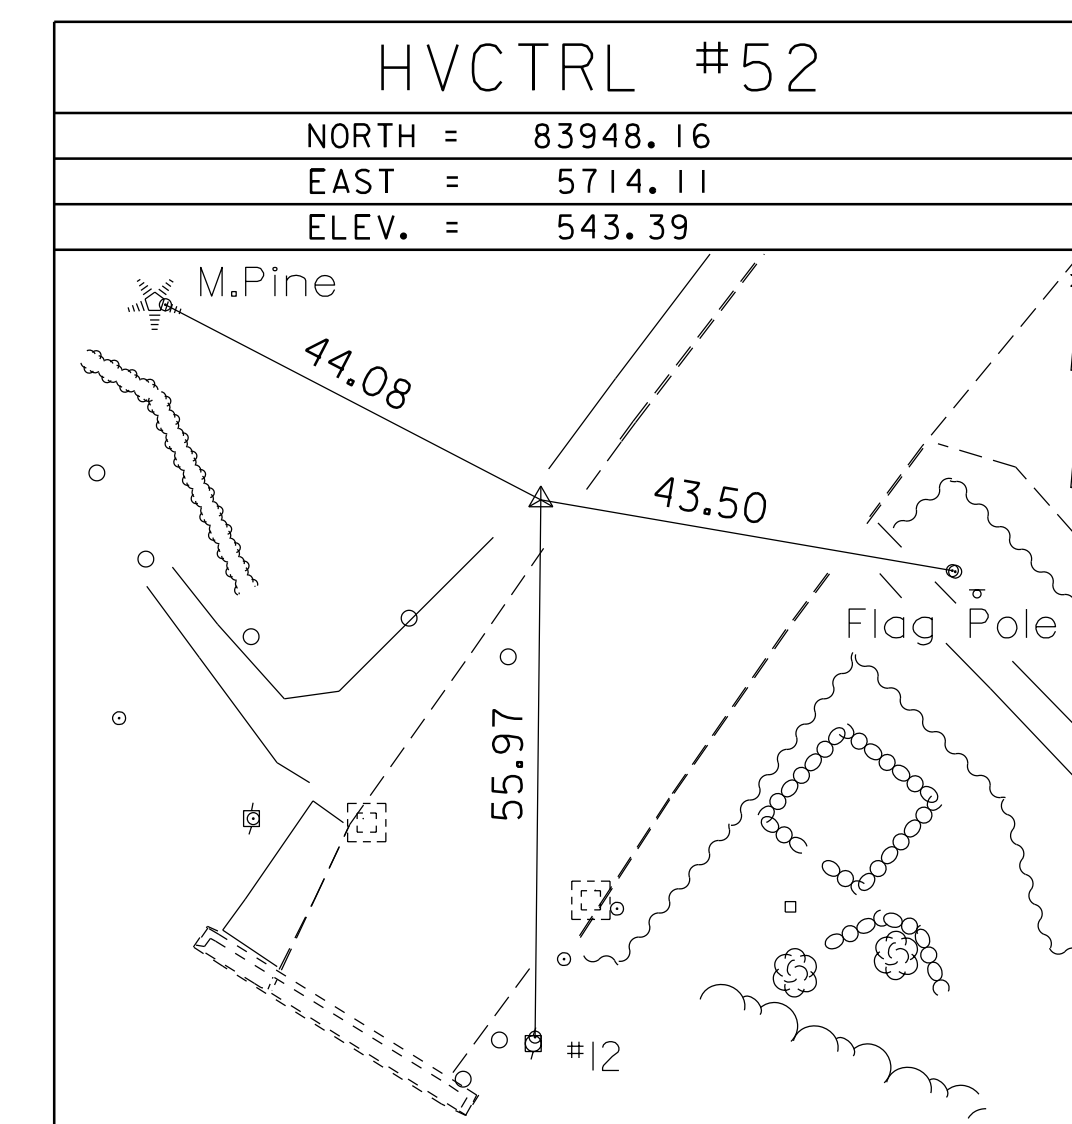 HVCTRL #52
NORTH = 83948.16
EAST = 5714.11
ELEV. = 543.39
M.Pine
44.08
43.50
Flag Pole
55.97
#12